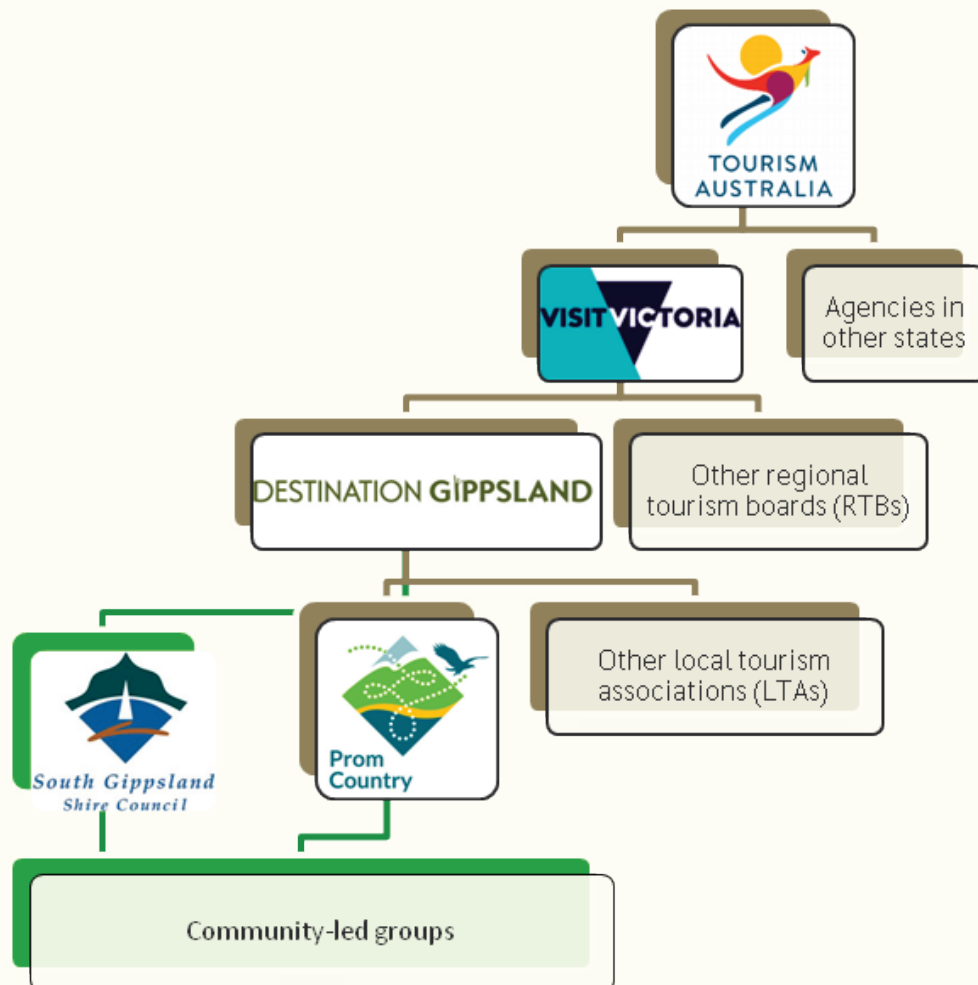 TOURISM
AUSTRALIA
VISIT VICTORIA
Agencies in
other states
DESTINATION GIPPSLAND
Other regional
tourism boards (RTBs)
South Gippsland
Shire Council
Prom
Country
Other local tourism
associations (LTAs)
Community-led groups